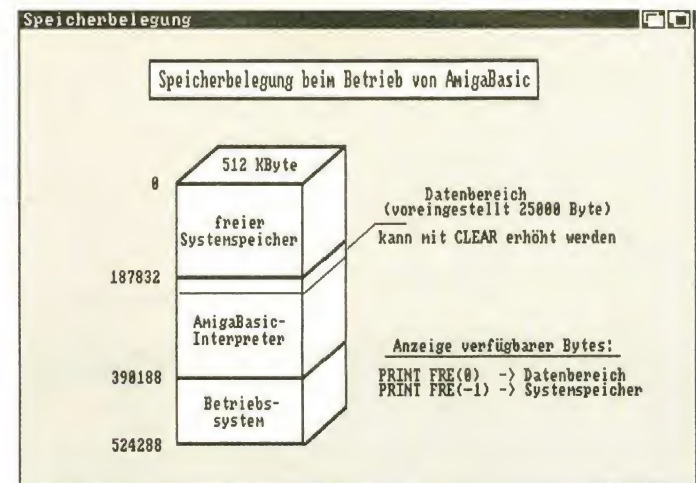 Speicherbelegung
Speicherbelegung beim Betrieb von AmigaBasic
512 KByte
0
freier
Systemspeicher
187832
AmigaBasic-
Interpreter
390188
Betriebs-
system
524288
Datenbereich
(voreingestellt 25000 Byte)
kann mit CLEAR erhöht werden
Anzeige verfügbarer Bytes:
PRINT FRE(0) -> Datenbereich
PRINT FRE(-1) -> Systemspeicher